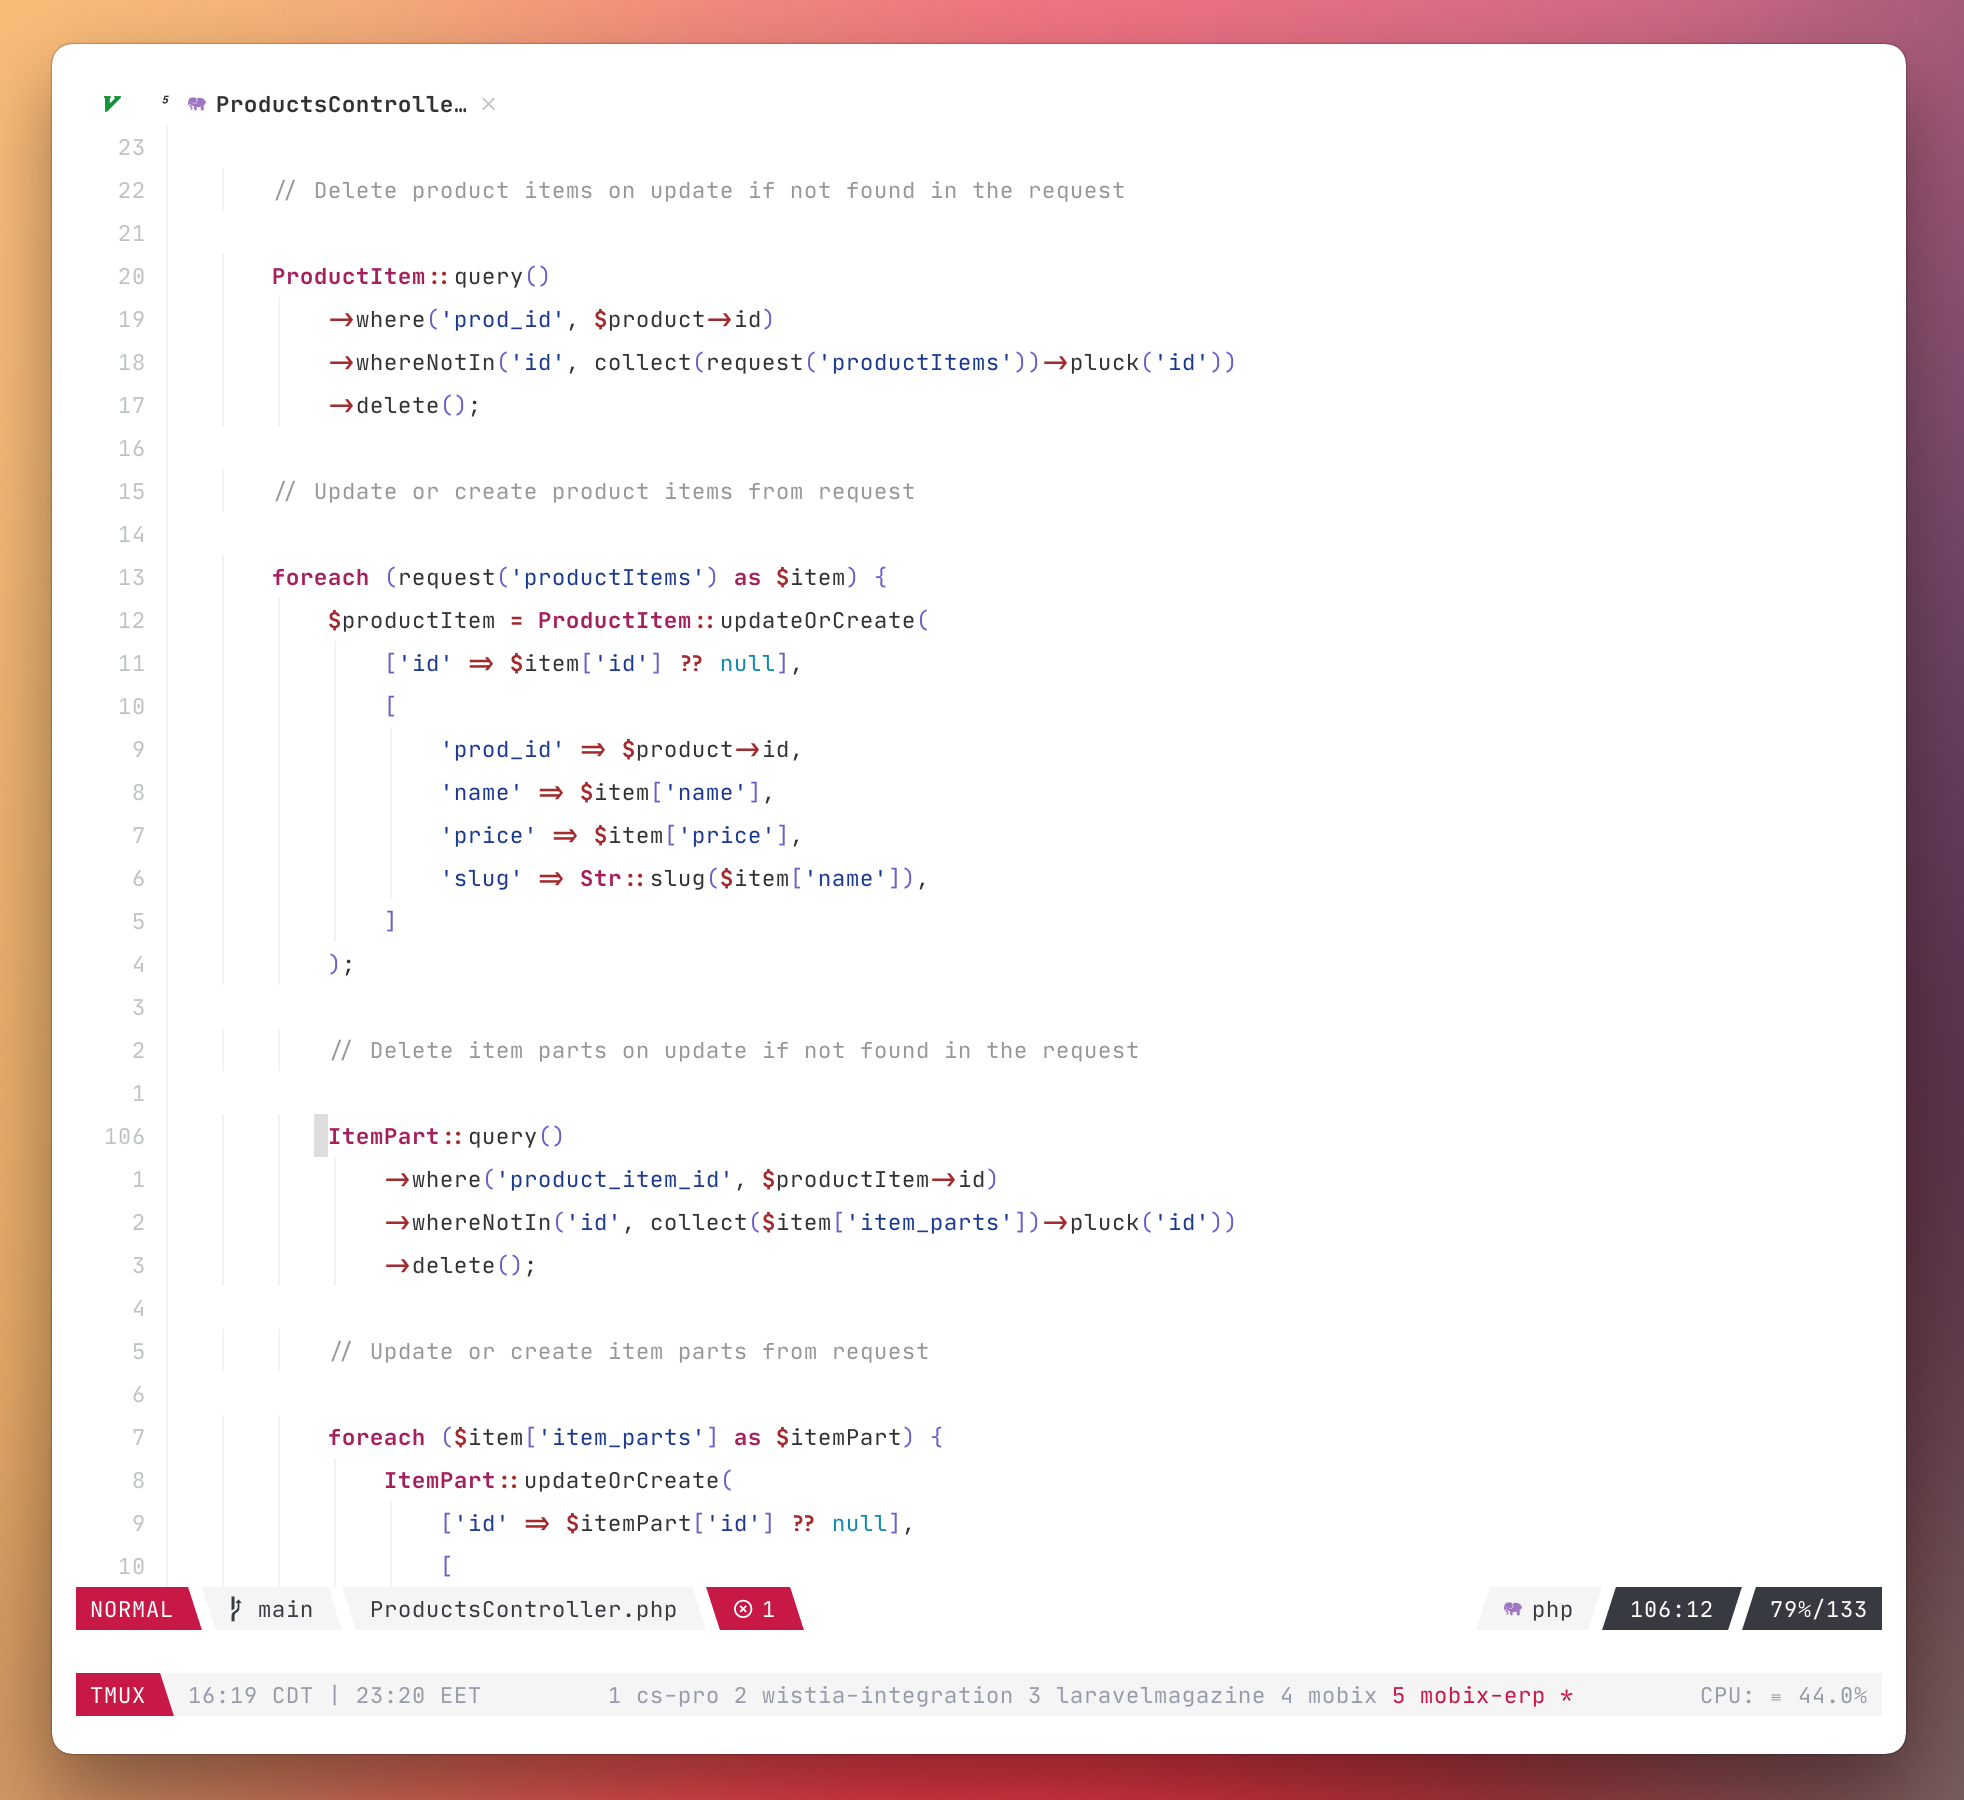 5 ProductsControlle… ×
23
22 // Delete product items on update if not found in the request
21
20 ProductItem::query()
19 ->where('prod_id', $product->id)
18 ->whereNotIn('id', collect(request('productItems'))->pluck('id'))
17 ->delete();
16
15 // Update or create product items from request
14
13 foreach (request('productItems') as $item) {
12 $productItem = ProductItem::updateOrCreate(
11 ['id' => $item['id'] ?? null],
10 [
9 'prod_id' => $product->id,
8 'name' => $item['name'],
7 'price' => $item['price'],
6 'slug' => Str::slug($item['name']),
5 ]
4 );
3
2 // Delete item parts on update if not found in the request
1
106 ItemPart::query()
1 ->where('product_item_id', $productItem->id)
2 ->whereNotIn('id', collect($item['item_parts'])->pluck('id'))
3 ->delete();
4
5 // Update or create item parts from request
6
7 foreach ($item['item_parts'] as $itemPart) {
8 ItemPart::updateOrCreate(
9 ['id' => $itemPart['id'] ?? null],
10 [
NORMAL main ProductsController.php 1 php 106:12 79%/133
TMUX 16:19 CDT | 23:20 EET 1 cs-pro 2 wistia-integration 3 laravelmagazine 4 mobix 5 mobix-erp * CPU: = 44.0%